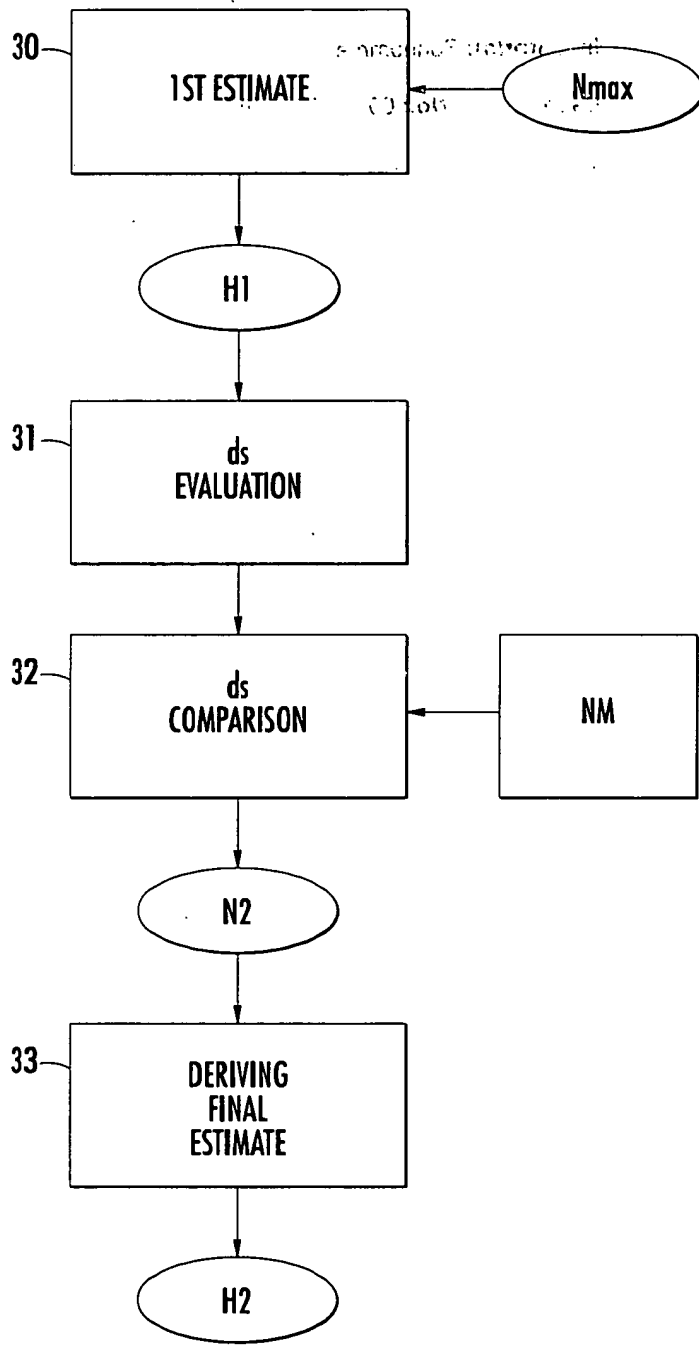 30
1ST ESTIMATE
Nmax
H1
31
ds
EVALUATION
32
ds
COMPARISON
NM
N2
33
DERIVING
FINAL
ESTIMATE
H2